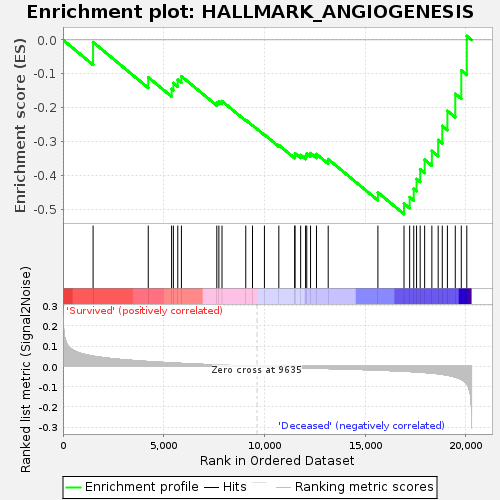 Enrichment plot: HALLMARK_ANGIOGENESIS
Enrichment score (ES)
0.0
-0.1
-0.2
-0.3
-0.4
-0.5
'Survived' (positively correlated)
Ranked list metric (Signal2Noise)
0.3
0.2
0.1
0.0
-0.1
-0.2
-0.3
Zero cross at 9635
'Deceased' (negatively correlated)
0 5,000 10,000 15,000 20,000
Rank in Ordered Dataset
Enrichment profile Hits Ranking metric scores